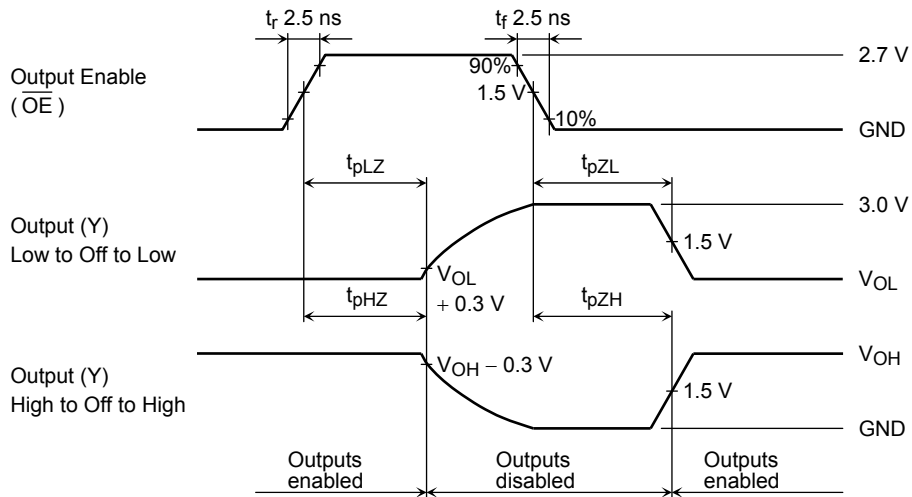 tr 2.5 ns
tf 2.5 ns
2.7 V
90%
Output Enable
( OE )
1.5 V
10%
GND
tpLZ
tpZL
3.0 V
Output (Y)
Low to Off to Low
1.5 V
VOL
+ 0.3 V
VOL
tpHZ
tpZH
VOH
VOH − 0.3 V
Output (Y)
High to Off to High
1.5 V
GND
Outputs
enabled
Outputs
disabled
Outputs
enabled